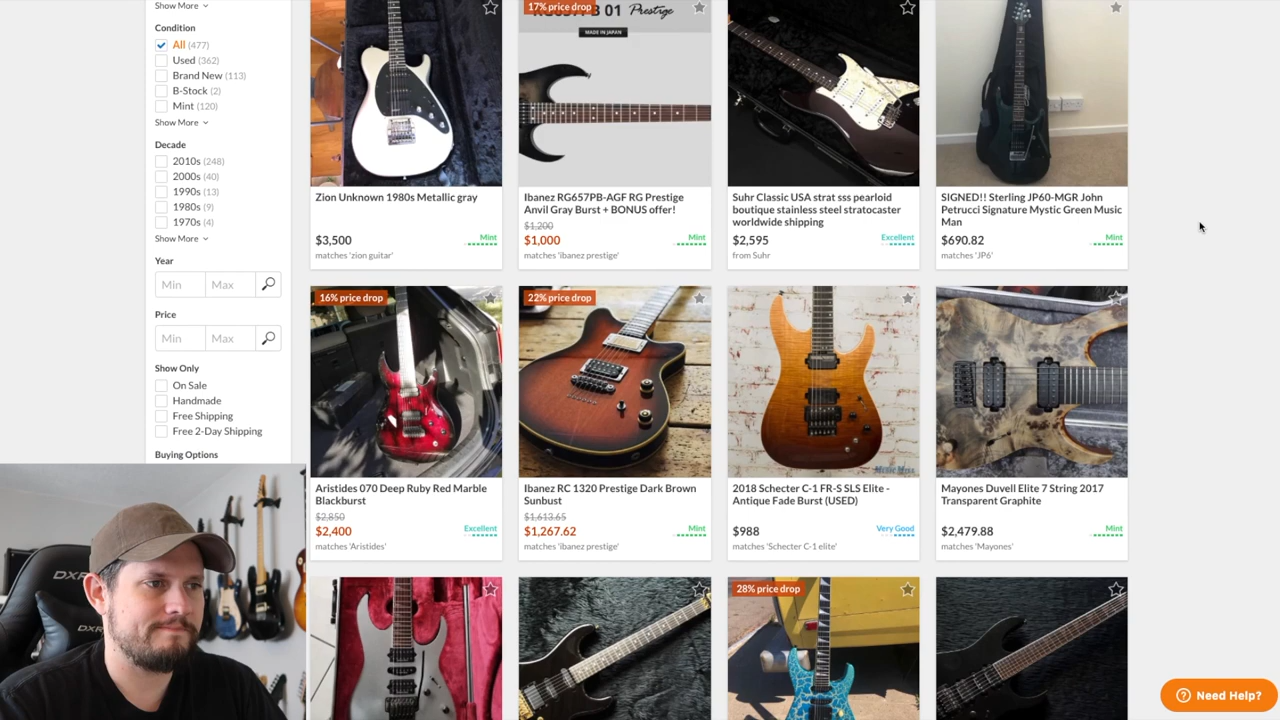 Show More
Condition
All (477)
Used (362)
Brand New (113)
B-Stock (2)
Mint (120)
Show More
Decade
2010s (248)
2000s (40)
1990s (13)
1980s (9)
1970s (4)
Show More
Year
Min Max
Price
Min Max
Show Only
On Sale
Handmade
Free Shipping
Free 2-Day Shipping
Buying Options
Zion Unknown 1980s Metallic gray
$3,500
Mint
matches 'zion guitar'
17% price drop
01 Prestige
MADE IN JAPAN
Ibanez RG657PB-AGF RG Prestige
Anvil Gray Burst + BONUS offer!
$1,200
$1,000
Mint
matches 'ibanez prestige'
Suhr Classic USA strat sss pearloid
boutique stainless steel stratocaster
worldwide shipping
$2,595
Excellent
from Suhr
SIGNED!! Sterling JP60-MGR John
Petrucci Signature Mystic Green Music
Man
$690.82
Mint
matches 'JP6'
16% price drop
Aristides 070 Deep Ruby Red Marble
Blackburst
$2,850
$2,400
Excellent
matches 'Aristides'
22% price drop
Ibanez RC 1320 Prestige Dark Brown
Sunbust
$1,613.65
$1,267.62
Mint
matches 'ibanez prestige'
2018 Schecter C-1 FR-S SLS Elite -
Antique Fade Burst (USED)
$988
Very Good
matches 'Schecter C-1 elite'
Mayones Duvell Elite 7 String 2017
Transparent Graphite
$2,479.88
Mint
matches 'Mayones'
28% price drop
DXR
DXR
Need Help?